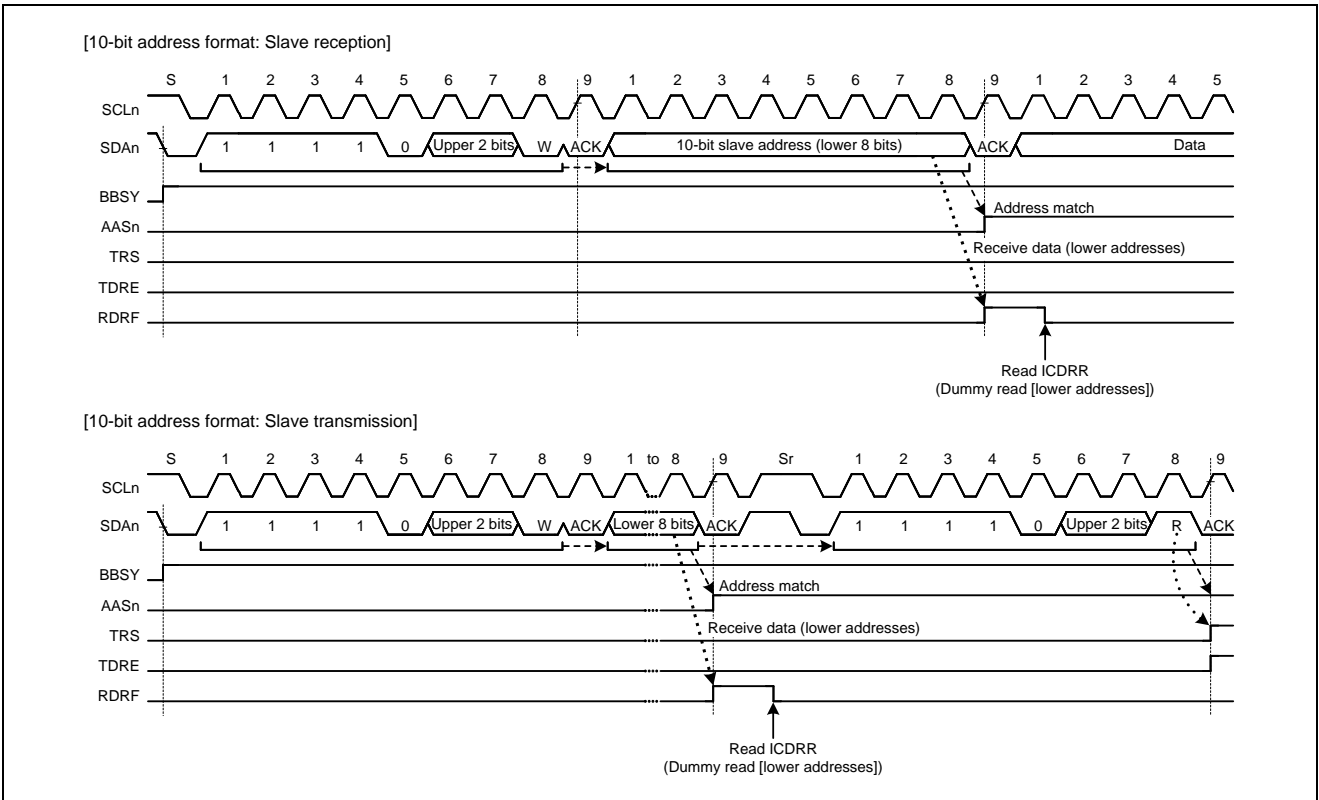 [10-bit address format: Slave reception]
S 1 2 3 4 5 6 7 8 9 1 2 3 4 5 6 7 8 9 1 2 3 4 5
SCLn
SDAn 1 1 1 1 0 Upper 2 bits W ACK 10-bit slave address (lower 8 bits) ACK Data
BBSY
Address match
AASn
Receive data (lower addresses)
TRS
TDRE
RDRF
Read ICDRR
(Dummy read [lower addresses])
[10-bit address format: Slave transmission]
S 1 2 3 4 5 6 7 8 9 1 to 8 9 Sr 1 2 3 4 5 6 7 8 9
SCLn
SDAn 1 1 1 1 0 Upper 2 bits W ACK Lower 8 bits ACK 1 1 1 1 0 Upper 2 bits R ACK
BBSY
Address match
AASn
Receive data (lower addresses)
TRS
TDRE
RDRF
Read ICDRR
(Dummy read [lower addresses])